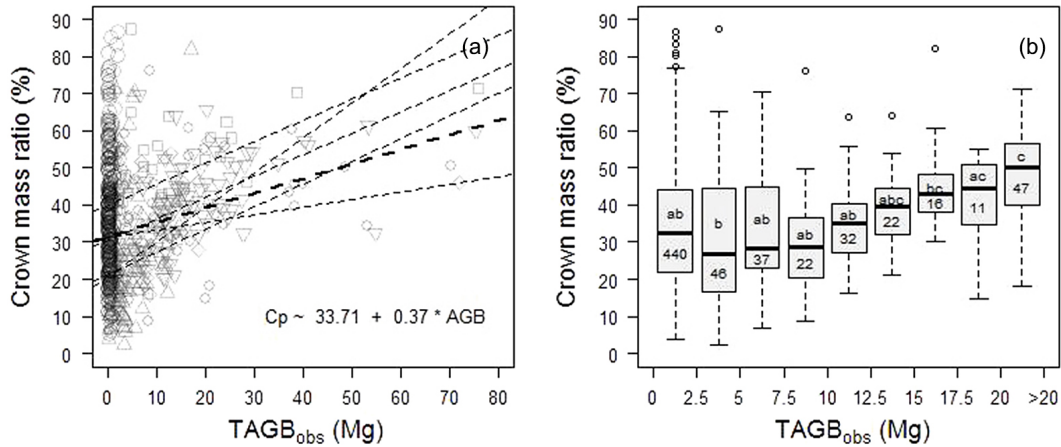 90
80
70
60
50
40
30
20
10
0
Crown mass ratio (%)
(a)
Cp ~ 33.71 + 0.37 * AGB
0 10 20 30 40 50 60 70 80
TAGBobs (Mg)
90
80
70
60
50
40
30
20
10
0
Crown mass ratio (%)
(b)
ab b ab ab ab abc bc ac c
440 46 37 22 32 22 16 11 47
0 2.5 5 7.5 10 12.5 15 17.5 20 >20
TAGBobs (Mg)